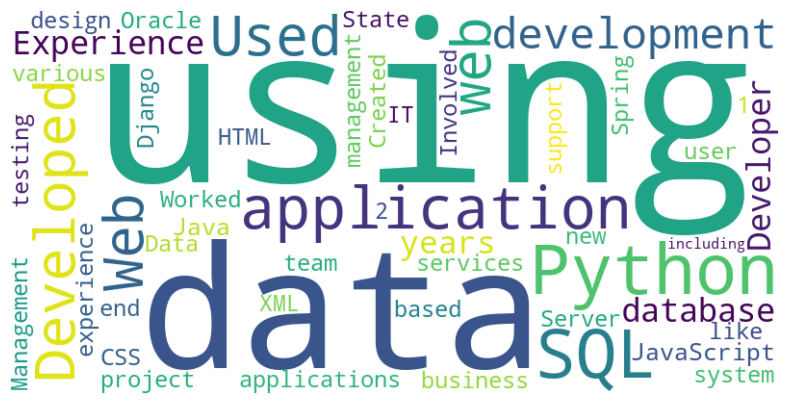 design
Oracle
State
Experience
Used
development
various
using
web
management
Created
IT
Involved
Spring
support
1
Django
HTML
user
Developer
testing
Developed
Web
Worked
application
2
Java
Data
years
new
including
experience
Management
data
team
services
Python
end
XML
based
Server
database
CSS
SQL
like
JavaScript
project
applications
business
system